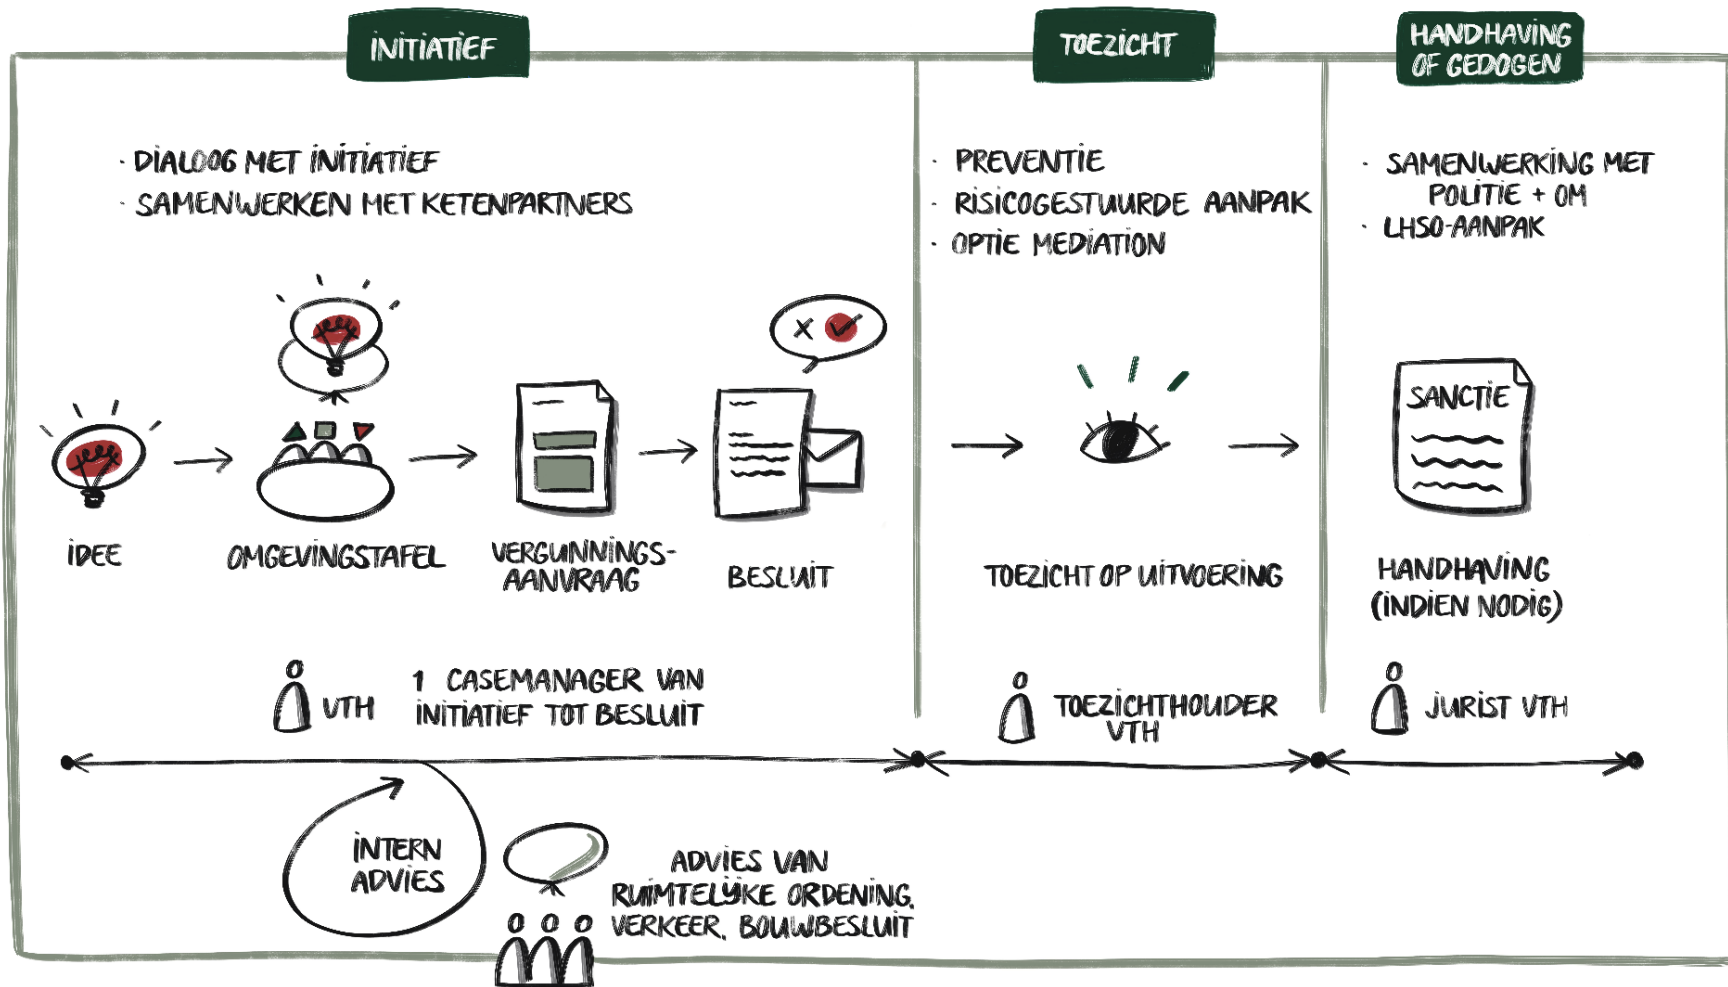 INITIATIEF
TOEZICHT
HANDHAVING
OF GEDOGEN
· DIALOOG MET INITIATIEF
· SAMENWERKEN MET KETENPARTNERS
· PREVENTIE
· RISICOGESTUURDE AANPAK
· OPTIE MEDIATION
· SAMENWERKING MET
POLITIE + OM
· LHSO-AANPAK
SANCTIE
IDEE
OMGEVINGSTAFEL
VERGUNNINGS-
AANVRAAG
BESLUIT
TOEZICHT OP UITVOERING
HANDHAVING
(INDIEN NODIG)
VTH
1 CASEMANAGER VAN
INITIATIEF TOT BESLUIT
TOEZICHTHOUDER
VTH
JURIST VTH
INTERN
ADVIES
ADVIES VAN
RUIMTELIJKE ORDENING,
VERKEER, BOUWBESLUIT